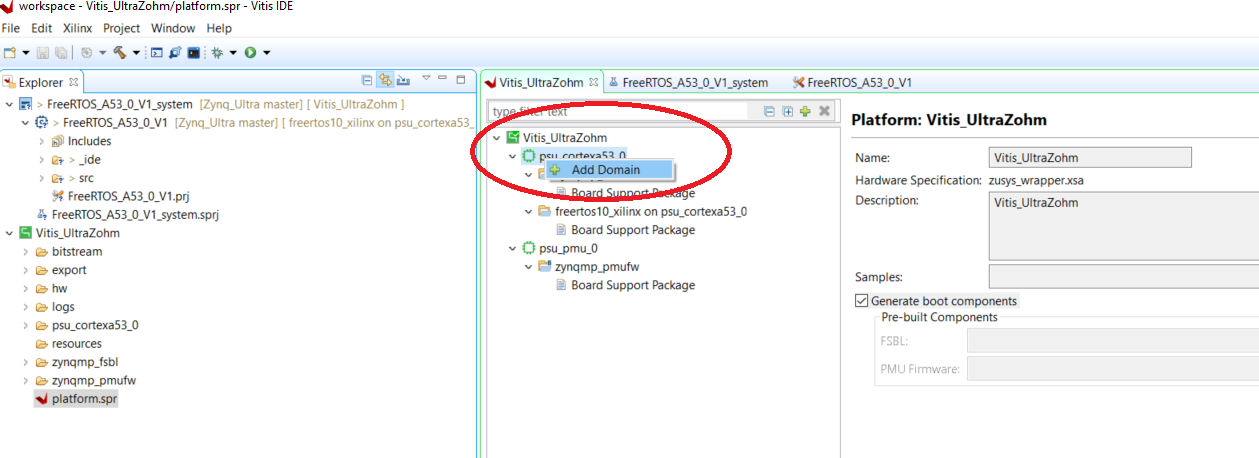 workspace - Vitis_UltraZohm/platform.spr - Vitis IDE
File Edit Xilinx Project Window Help
Explorer
> FreeRTOS_A53_0_V1_system [Zynq_Ultra master] [ Vitis_UltraZohm ]
> FreeRTOS_A53_0_V1 [Zynq_Ultra master] [ freertos10_xilinx on psu_cortexa53_
Includes
> _ide
> src
FreeRTOS_A53_0_V1.prj
FreeRTOS_A53_0_V1_system.sprj
Vitis_UltraZohm
bitstream
export
hw
logs
psu_cortexa53_0
resources
zynqmp_fsbl
zynqmp_pmufw
platform.spr
Vitis_UltraZohm FreeRTOS_A53_0_V1_system FreeRTOS_A53_0_V1
type filter text
Vitis_UltraZohm
psu_cortexa53_0
Add Domain
Board Support Package
freertos10_xilinx on psu_cortexa53_0
Board Support Package
psu_pmu_0
zynqmp_pmufw
Board Support Package
Platform: Vitis_UltraZohm
Name: Vitis_UltraZohm
Hardware Specification: zusys_wrapper.xsa
Description: Vitis_UltraZohm
Samples:
Generate boot components
Pre-built Components
FSBL:
PMU Firmware: